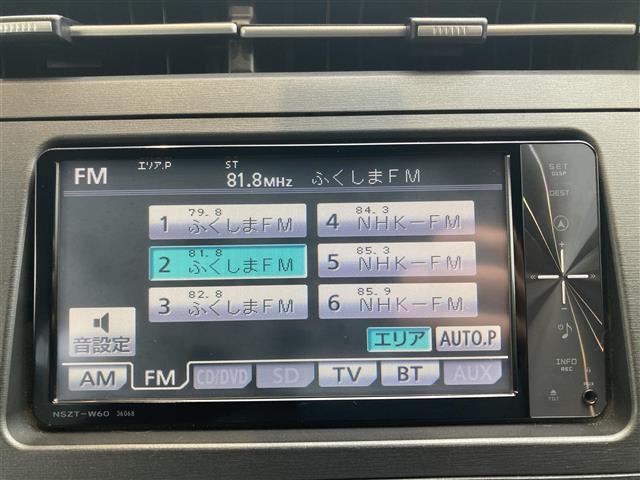 FM エリア.P ST 81.8MHz ふくしまFM
1 79.8 ふくしまFM
4 84.3 NHK-FM
2 81.8 ふくしまFM
5 85.3 NHK-FM
3 82.8 ふくしまFM
6 85.9 NHK-FM
音設定
エリア AUTO.P
AM FM CD/DVD SD TV BT AUX
NSZT-W60 36068
SET
DISP
DEST
INFO
REC
TILT
AUX